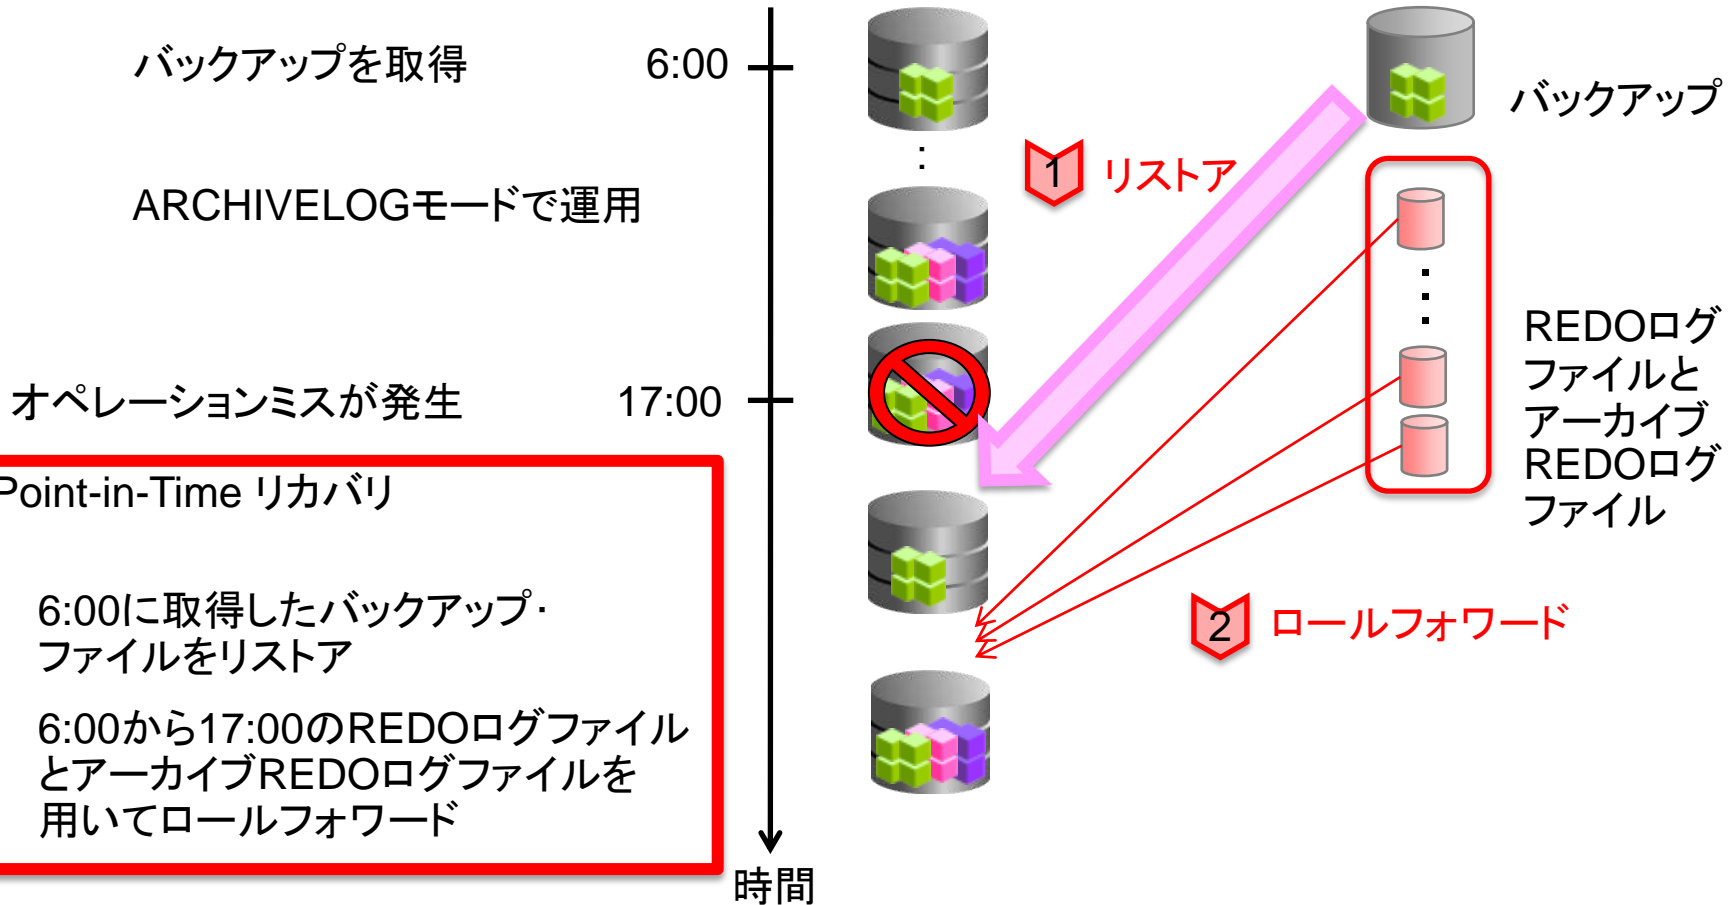 バックアップを取得
6:00
バックアップ
1
リストア
ARCHIVELOGモードで運用
REDOログ
ファイルと
アーカイブ
REDOログ
ファイル
オペレーションミスが発生
17:00
Point-in-Time リカバリ
6:00に取得したバックアップ・
ファイルをリストア
2
ロールフォワード
6:00から17:00のREDOログファイル
とアーカイブREDOログファイルを
用いてロールフォワード
時間